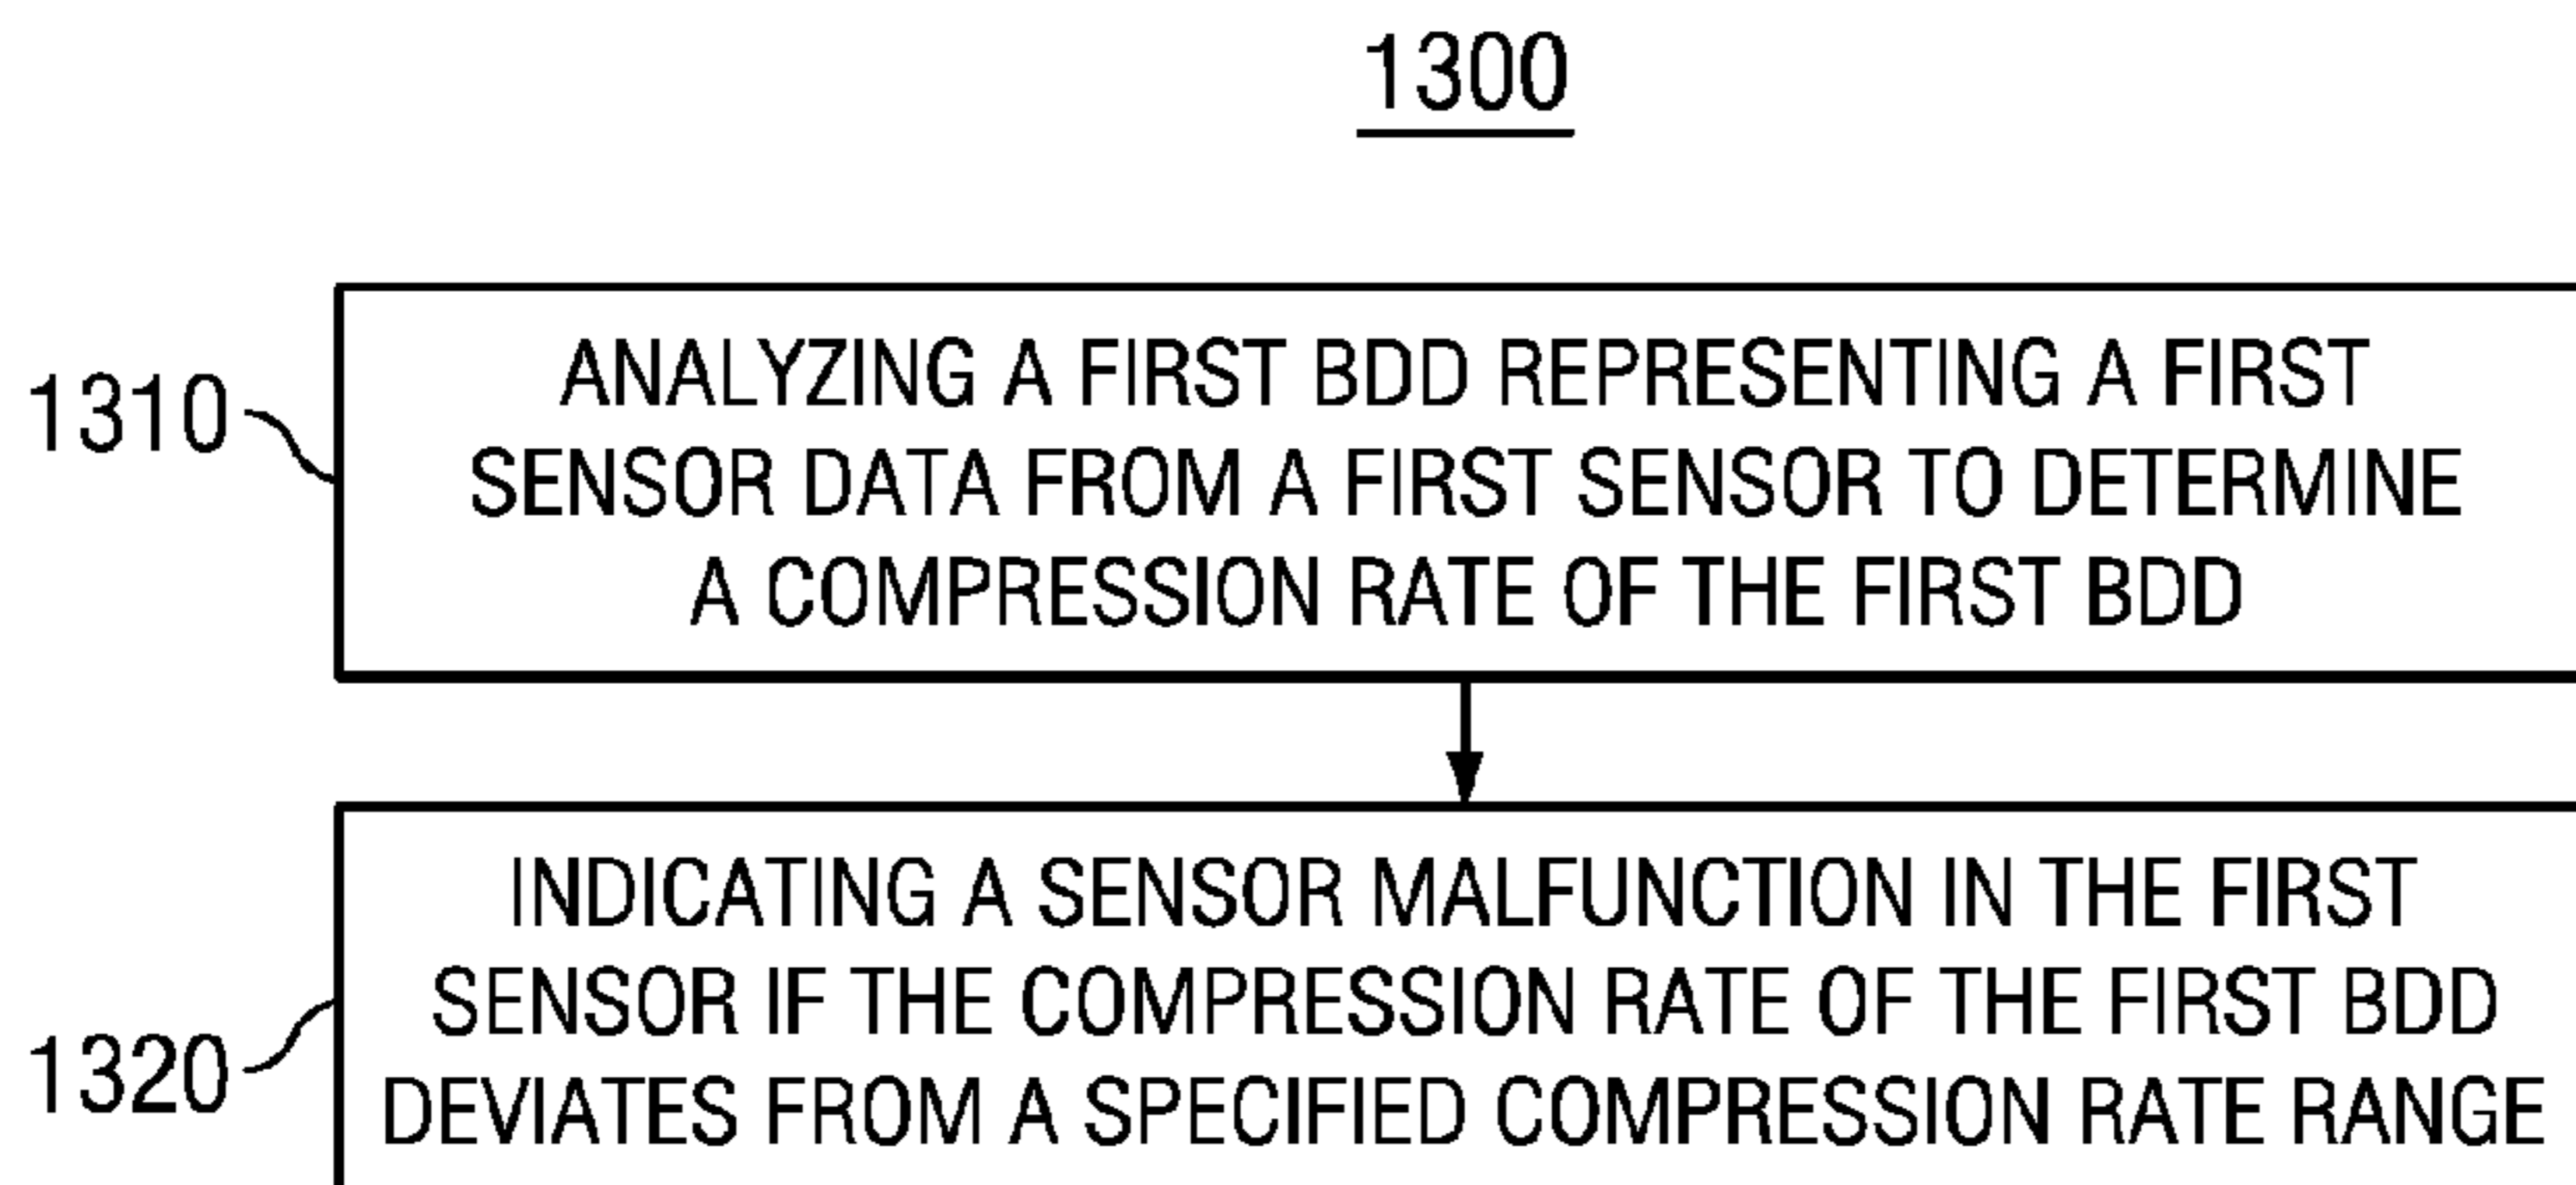 1300
1310
ANALYZING A FIRST BDD REPRESENTING A FIRST
SENSOR DATA FROM A FIRST SENSOR TO DETERMINE
A COMPRESSION RATE OF THE FIRST BDD
1320
INDICATING A SENSOR MALFUNCTION IN THE FIRST
SENSOR IF THE COMPRESSION RATE OF THE FIRST BDD
DEVIATES FROM A SPECIFIED COMPRESSION RATE RANGE